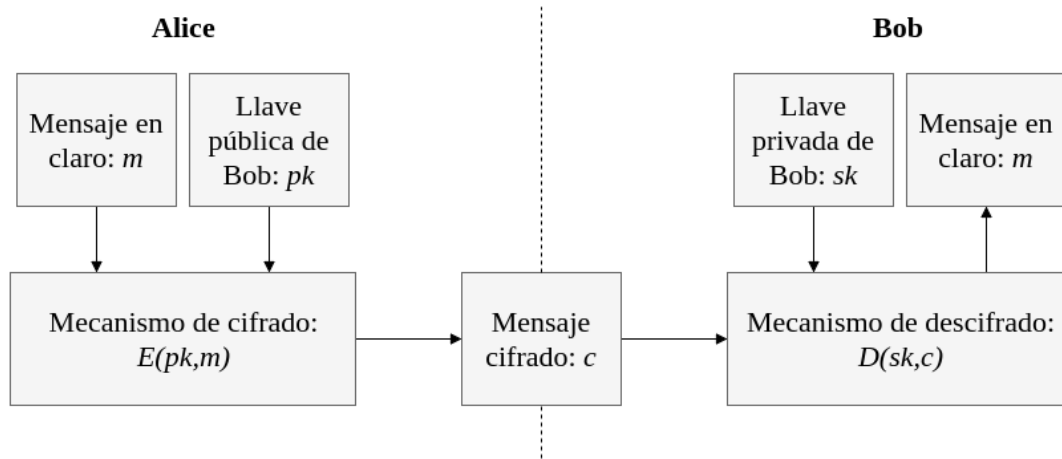 Alice
Bob
Mensaje en
claro: m
Llave
pública de
Bob: pk
Llave
privada de
Bob: sk
Mensaje en
claro: m
Mecanismo de cifrado:
E(pk,m)
Mensaje
cifrado: c
Mecanismo de descifrado:
D(sk,c)